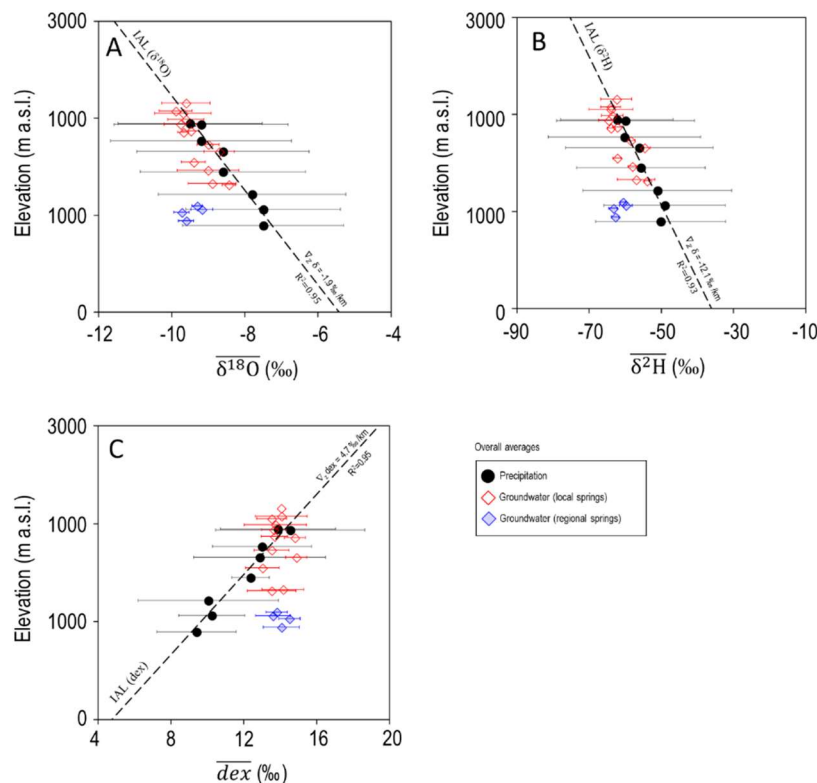 3000
1000
1000
0
Elevation (m a.s.l.)
A
IAL (δ¹⁸O)
∇z δ = -1.9 ‰/km
R²=0.95
-12 -10 -8 -6 -4
δ¹⁸O (‰)
3000
1000
1000
0
Elevation (m a.s.l.)
B
IAL (δ²H)
∇z δ = -12.1 ‰/km
R²=0.93
-90 -70 -50 -30 -10
δ²H (‰)
3000
1000
1000
0
Elevation (m a.s.l.)
C
∇z dex = 4.7 ‰/km
R²=0.95
IAL (dex)
4 8 12 16 20
dex (‰)
Overall averages
Precipitation
Groundwater (local springs)
Groundwater (regional springs)